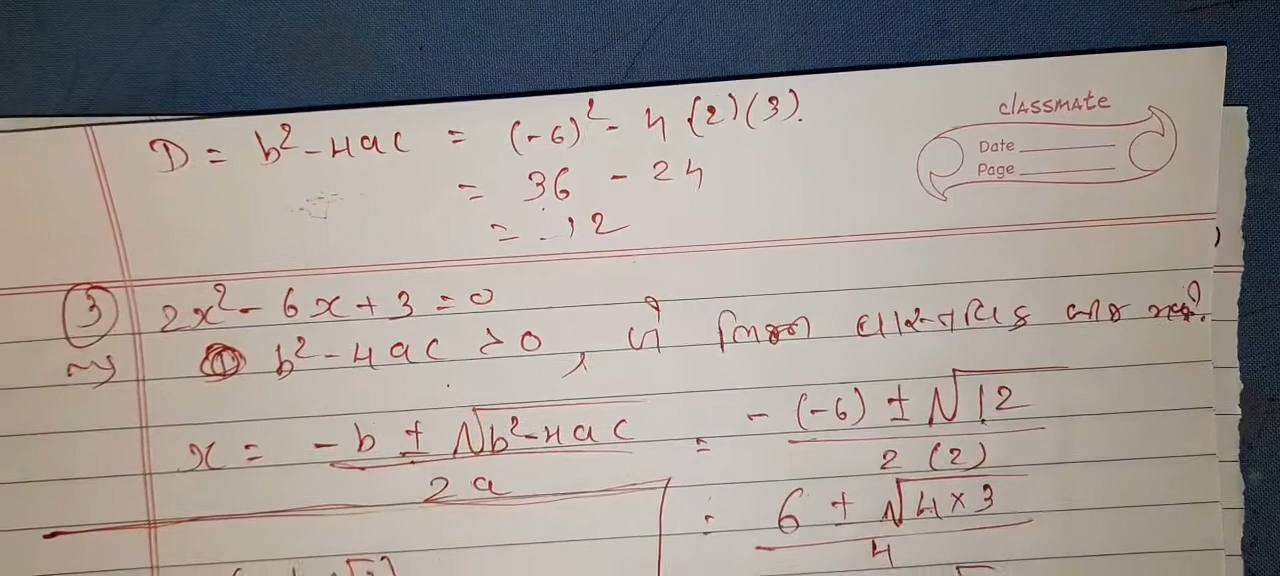 D = b² - 4ac = (-6)² - 4(2)(3).
classmate
Date
Page
= 36 - 24
= 12
③ 2x² - 6x + 3 = 0
b² - 4ac > 0,
x = -b ± √b²-4ac / 2a = -(-6) ± √12 / 2(2)
= 6 ± √4×3 / 4